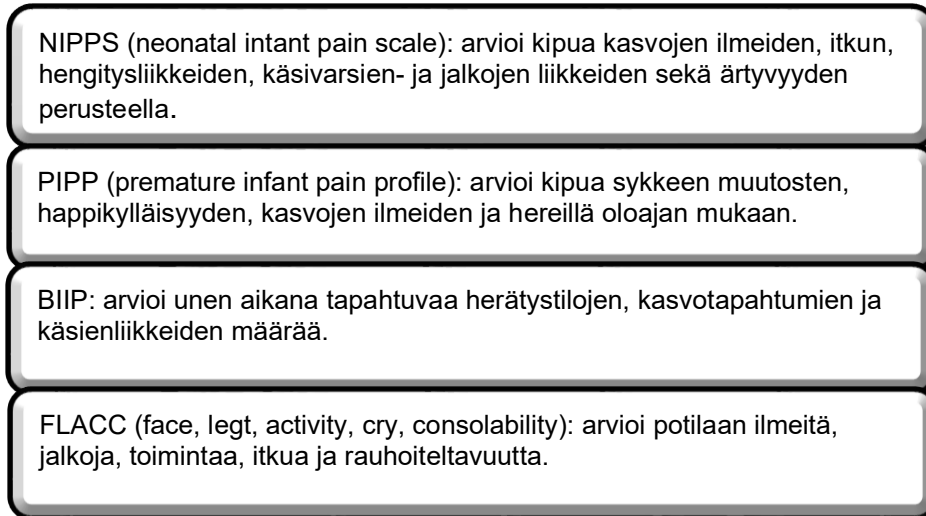 NIPPS (neonatal intant pain scale): arvioi kipua kasvojen ilmeiden, itkun,
hengitysliikkeiden, käsivarsien- ja jalkojen liikkeiden sekä ärtyvyyden
perusteella.
PIPP (premature infant pain profile): arvioi kipua sykkeen muutosten,
happikylläisyyden, kasvojen ilmeiden ja hereillä oloajan mukaan.
BIIP: arvioi unen aikana tapahtuvaa herätystilojen, kasvotapahtumien ja
käsienliikkeiden määrää.
FLACC (face, legt, activity, cry, consolability): arvioi potilaan ilmeitä,
jalkoja, toimintaa, itkua ja rauhoiteltavuutta.